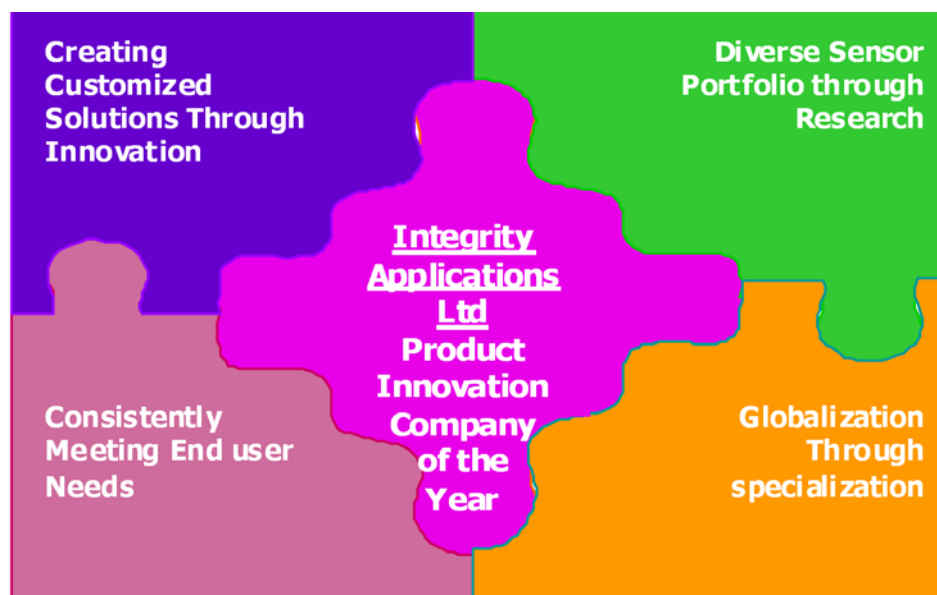 Creating
Customized
Solutions Through
Innovation
Diverse Sensor
Portfolio through
Research
Integrity
Applications
Ltd
Product
Innovation
Company
of the
Year
Consistently
Meeting End user
Needs
Globalization
Through
specialization